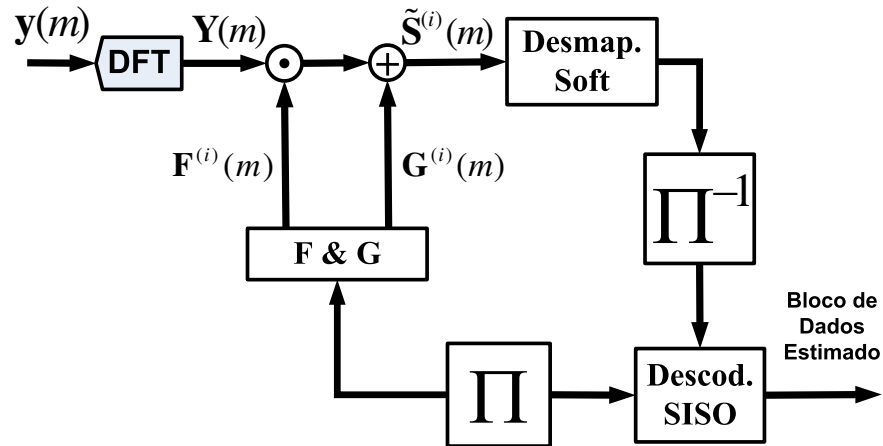 y(m)
DFT
Y(m)
S̃⁽ⁱ⁾(m)
Desmap.
Soft
F⁽ⁱ⁾(m)
G⁽ⁱ⁾(m)
∏⁻¹
F & G
Bloco de
Dados
Estimado
∏
Descod.
SISO